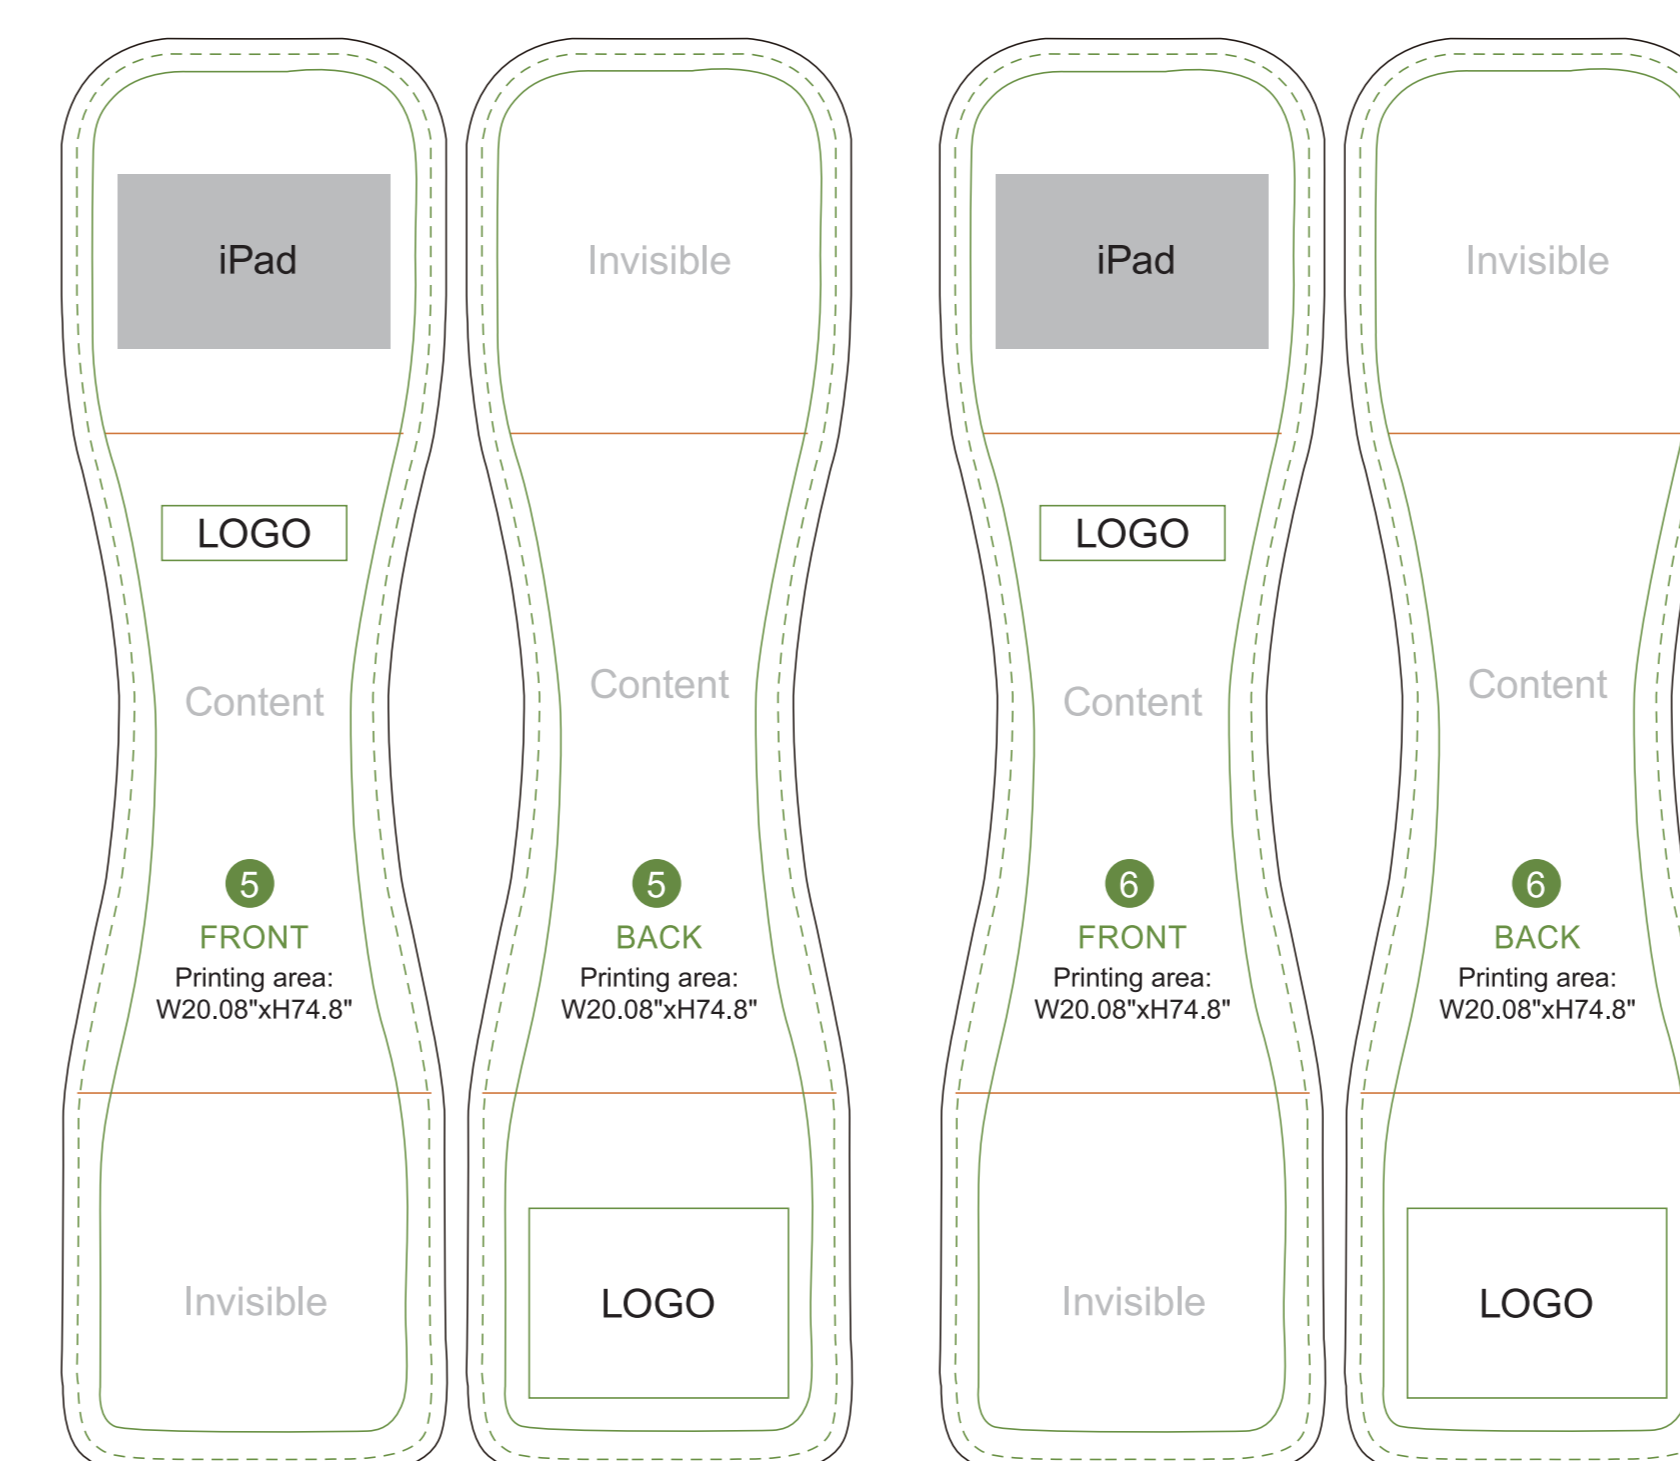 iPad
LOGO
Content
5
FRONT
Printing area:
W20.08"xH74.8"
Invisible
Invisible
Content
5
BACK
Printing area:
W20.08"xH74.8"
LOGO
iPad
LOGO
Content
6
FRONT
Printing area:
W20.08"xH74.8"
Invisible
Invisible
Content
6
BACK
Printing area:
W20.08"xH74.8"
LOGO